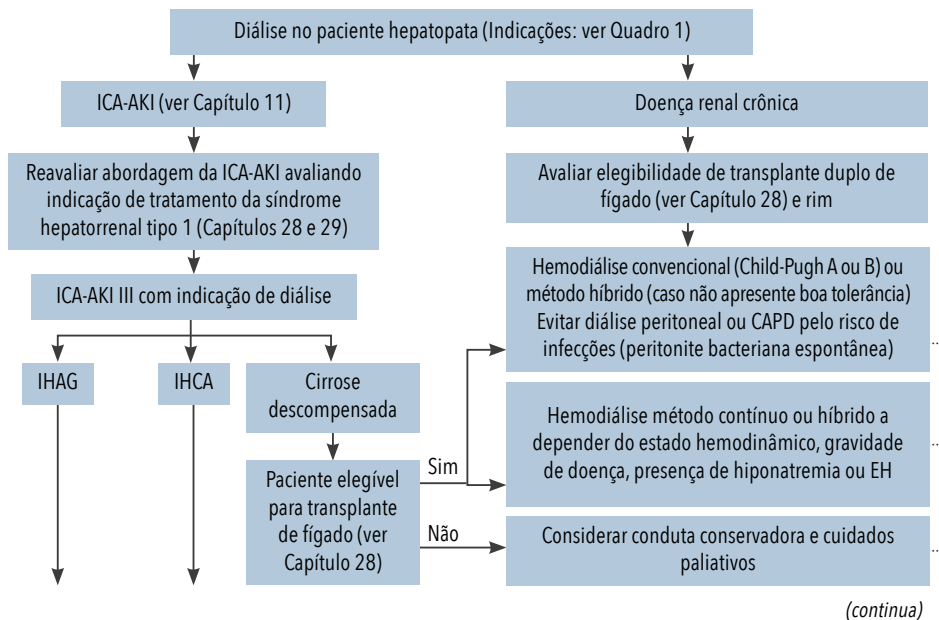 Diálise no paciente hepatopata (Indicações: ver Quadro 1)
ICA-AKI (ver Capítulo 11)
Reavaliar abordagem da ICA-AKI avaliando
indicação de tratamento da síndrome
hepatorrenal tipo 1 (Capítulos 28 e 29)
ICA-AKI III com indicação de diálise
IHAG
IHCA
Cirrose
descompensada
Paciente elegível
para transplante
de fígado (ver
Capítulo 28)
Sim
Não
Doença renal crônica
Avaliar elegibilidade de transplante duplo de
fígado (ver Capítulo 28) e rim
Hemodiálise convencional (Child-Pugh A ou B) ou
método híbrido (caso não apresente boa tolerância)
Evitar diálise peritoneal ou CAPD pelo risco de
infecções (peritonite bacteriana espontânea)
Hemodiálise método contínuo ou híbrido a
depender do estado hemodinâmico, gravidade
de doença, presença de hiponatremia ou EH
Considerar conduta conservadora e cuidados
paliativos
(continua)